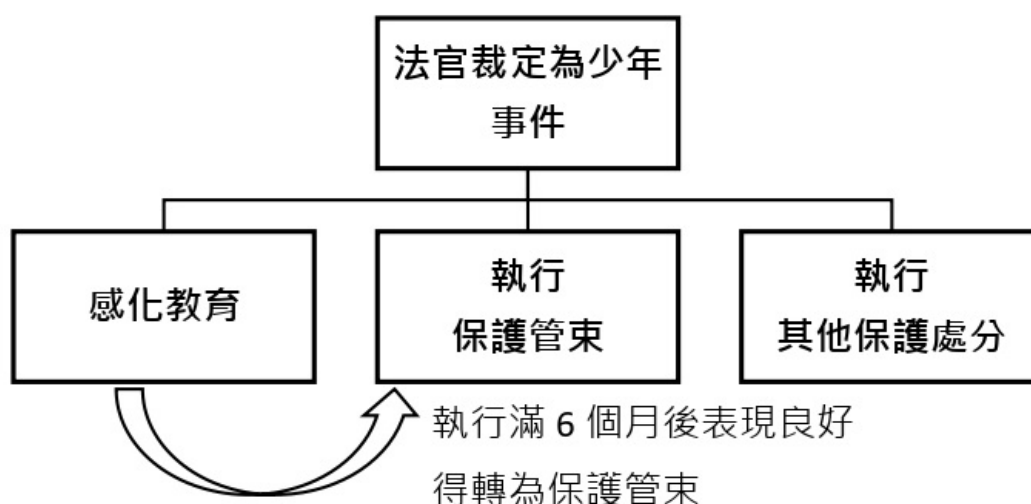 法官裁定為少年
事件
感化教育
執行
保護管束
執行
其他保護處分
執行滿 6 個月後表現良好
得轉為保護管束